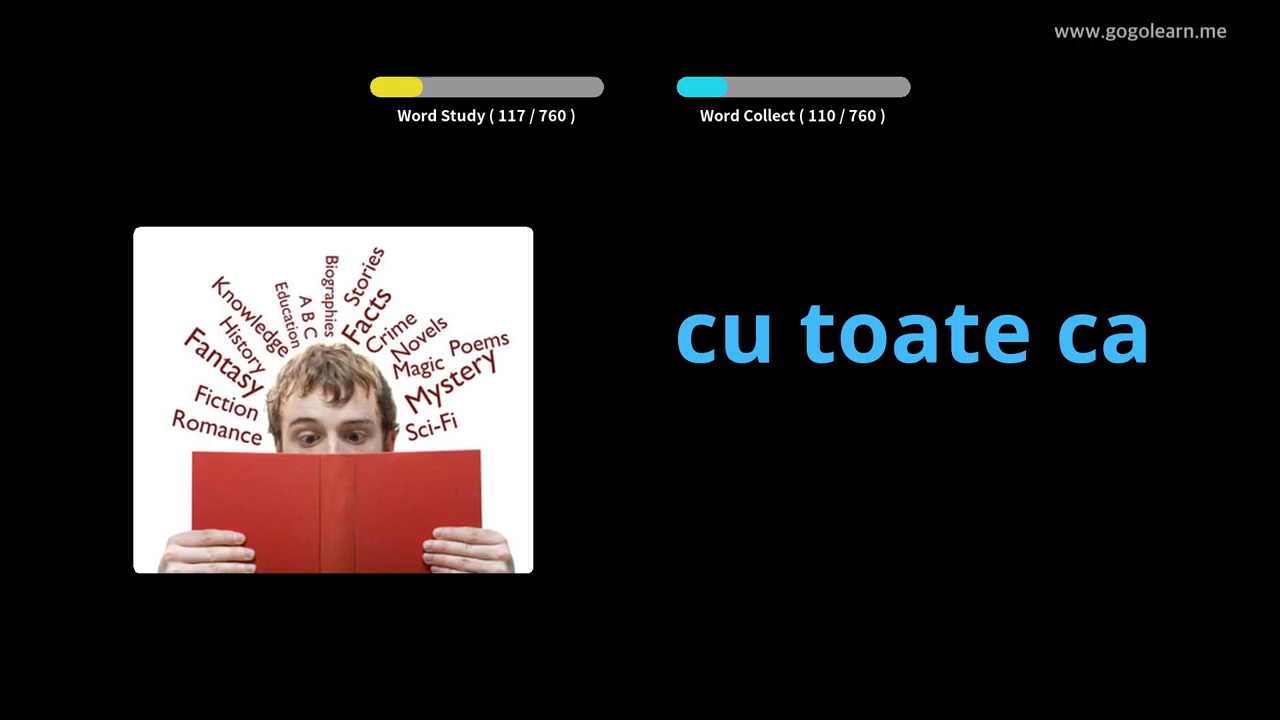 www.gogolearn.me
Word Study ( 117 / 760 )
Word Collect ( 110 / 760 )
cu toate ca
Knowledge
History
Fantasy
Fiction
Romance
Education
A B C
Biographies
Stories
Facts
Crime
Novels
Magic
Poems
Mystery
Sci-Fi